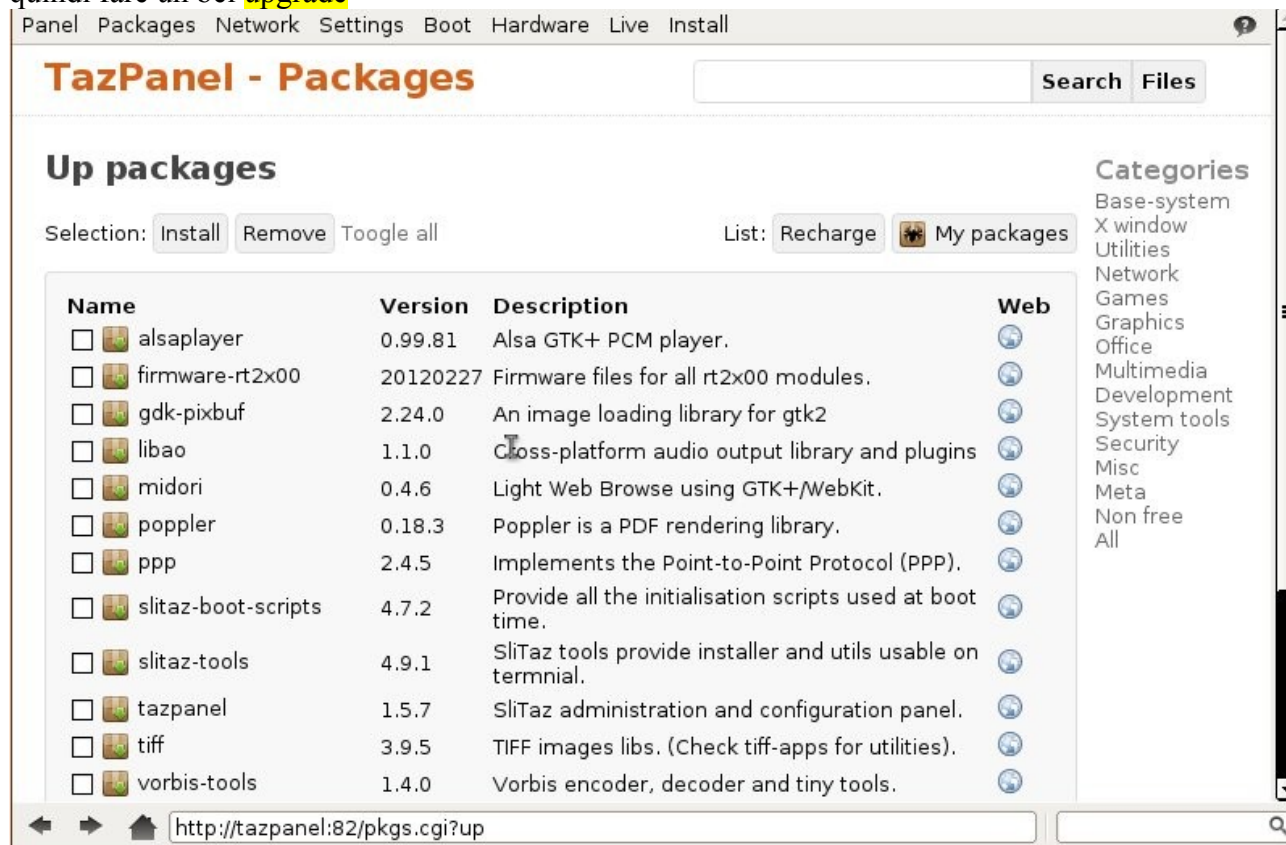 quindi fare un bel upgrade
Panel Packages Network Settings Boot Hardware Live Install
TazPanel - Packages
Search Files
Up packages
Selection: Install Remove Toogle all
List: Recharge My packages
Name Version Description Web
alsaplayer 0.99.81 Alsa GTK+ PCM player.
firmware-rt2x00 20120227 Firmware files for all rt2x00 modules.
gdk-pixbuf 2.24.0 An image loading library for gtk2
libao 1.1.0 Cross-platform audio output library and plugins
midori 0.4.6 Light Web Browse using GTK+/WebKit.
poppler 0.18.3 Poppler is a PDF rendering library.
ppp 2.4.5 Implements the Point-to-Point Protocol (PPP).
slitaz-boot-scripts 4.7.2 Provide all the initialisation scripts used at boot
time.
slitaz-tools 4.9.1 SliTaz tools provide installer and utils usable on
termnial.
tazpanel 1.5.7 SliTaz administration and configuration panel.
tiff 3.9.5 TIFF images libs. (Check tiff-apps for utilities).
vorbis-tools 1.4.0 Vorbis encoder, decoder and tiny tools.
Categories
Base-system
X window
Utilities
Network
Games
Graphics
Office
Multimedia
Development
System tools
Security
Misc
Meta
Non free
All
http://tazpanel:82/pkgs.cgi?up